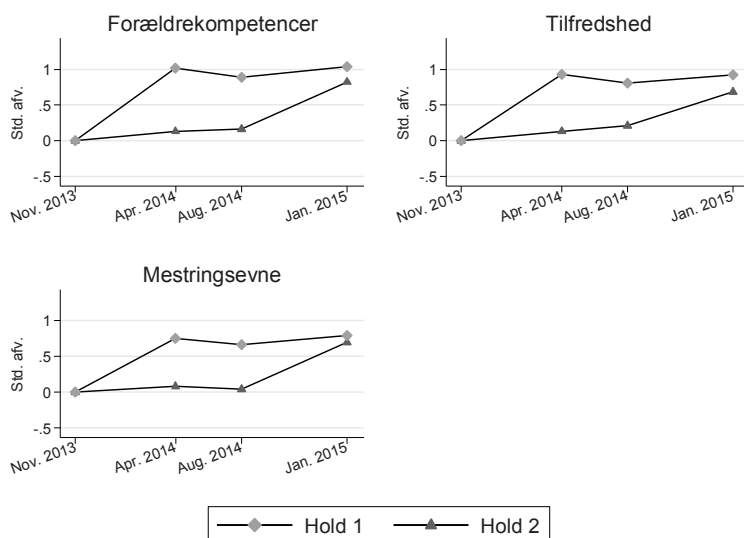 Forældrekompetencer
Std. afv.
1
.5
0
-.5
Nov. 2013
Apr. 2014
Aug. 2014
Jan. 2015
Tilfredshed
Std. afv.
1
.5
0
-.5
Nov. 2013
Apr. 2014
Aug. 2014
Jan. 2015
Mestringsevne
Std. afv.
1
.5
0
-.5
Nov. 2013
Apr. 2014
Aug. 2014
Jan. 2015
Hold 1
Hold 2